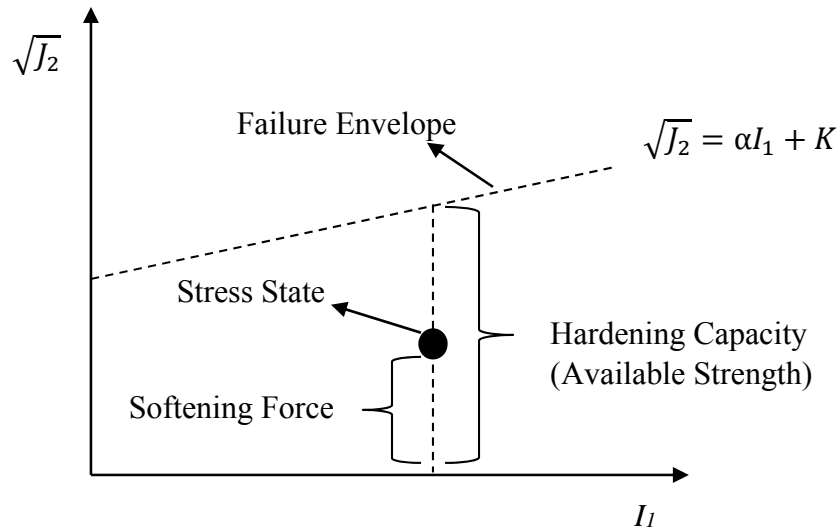 √J₂
Failure Envelope
√J₂ = αI₁ + K
Stress State
Hardening Capacity
(Available Strength)
Softening Force
I₁